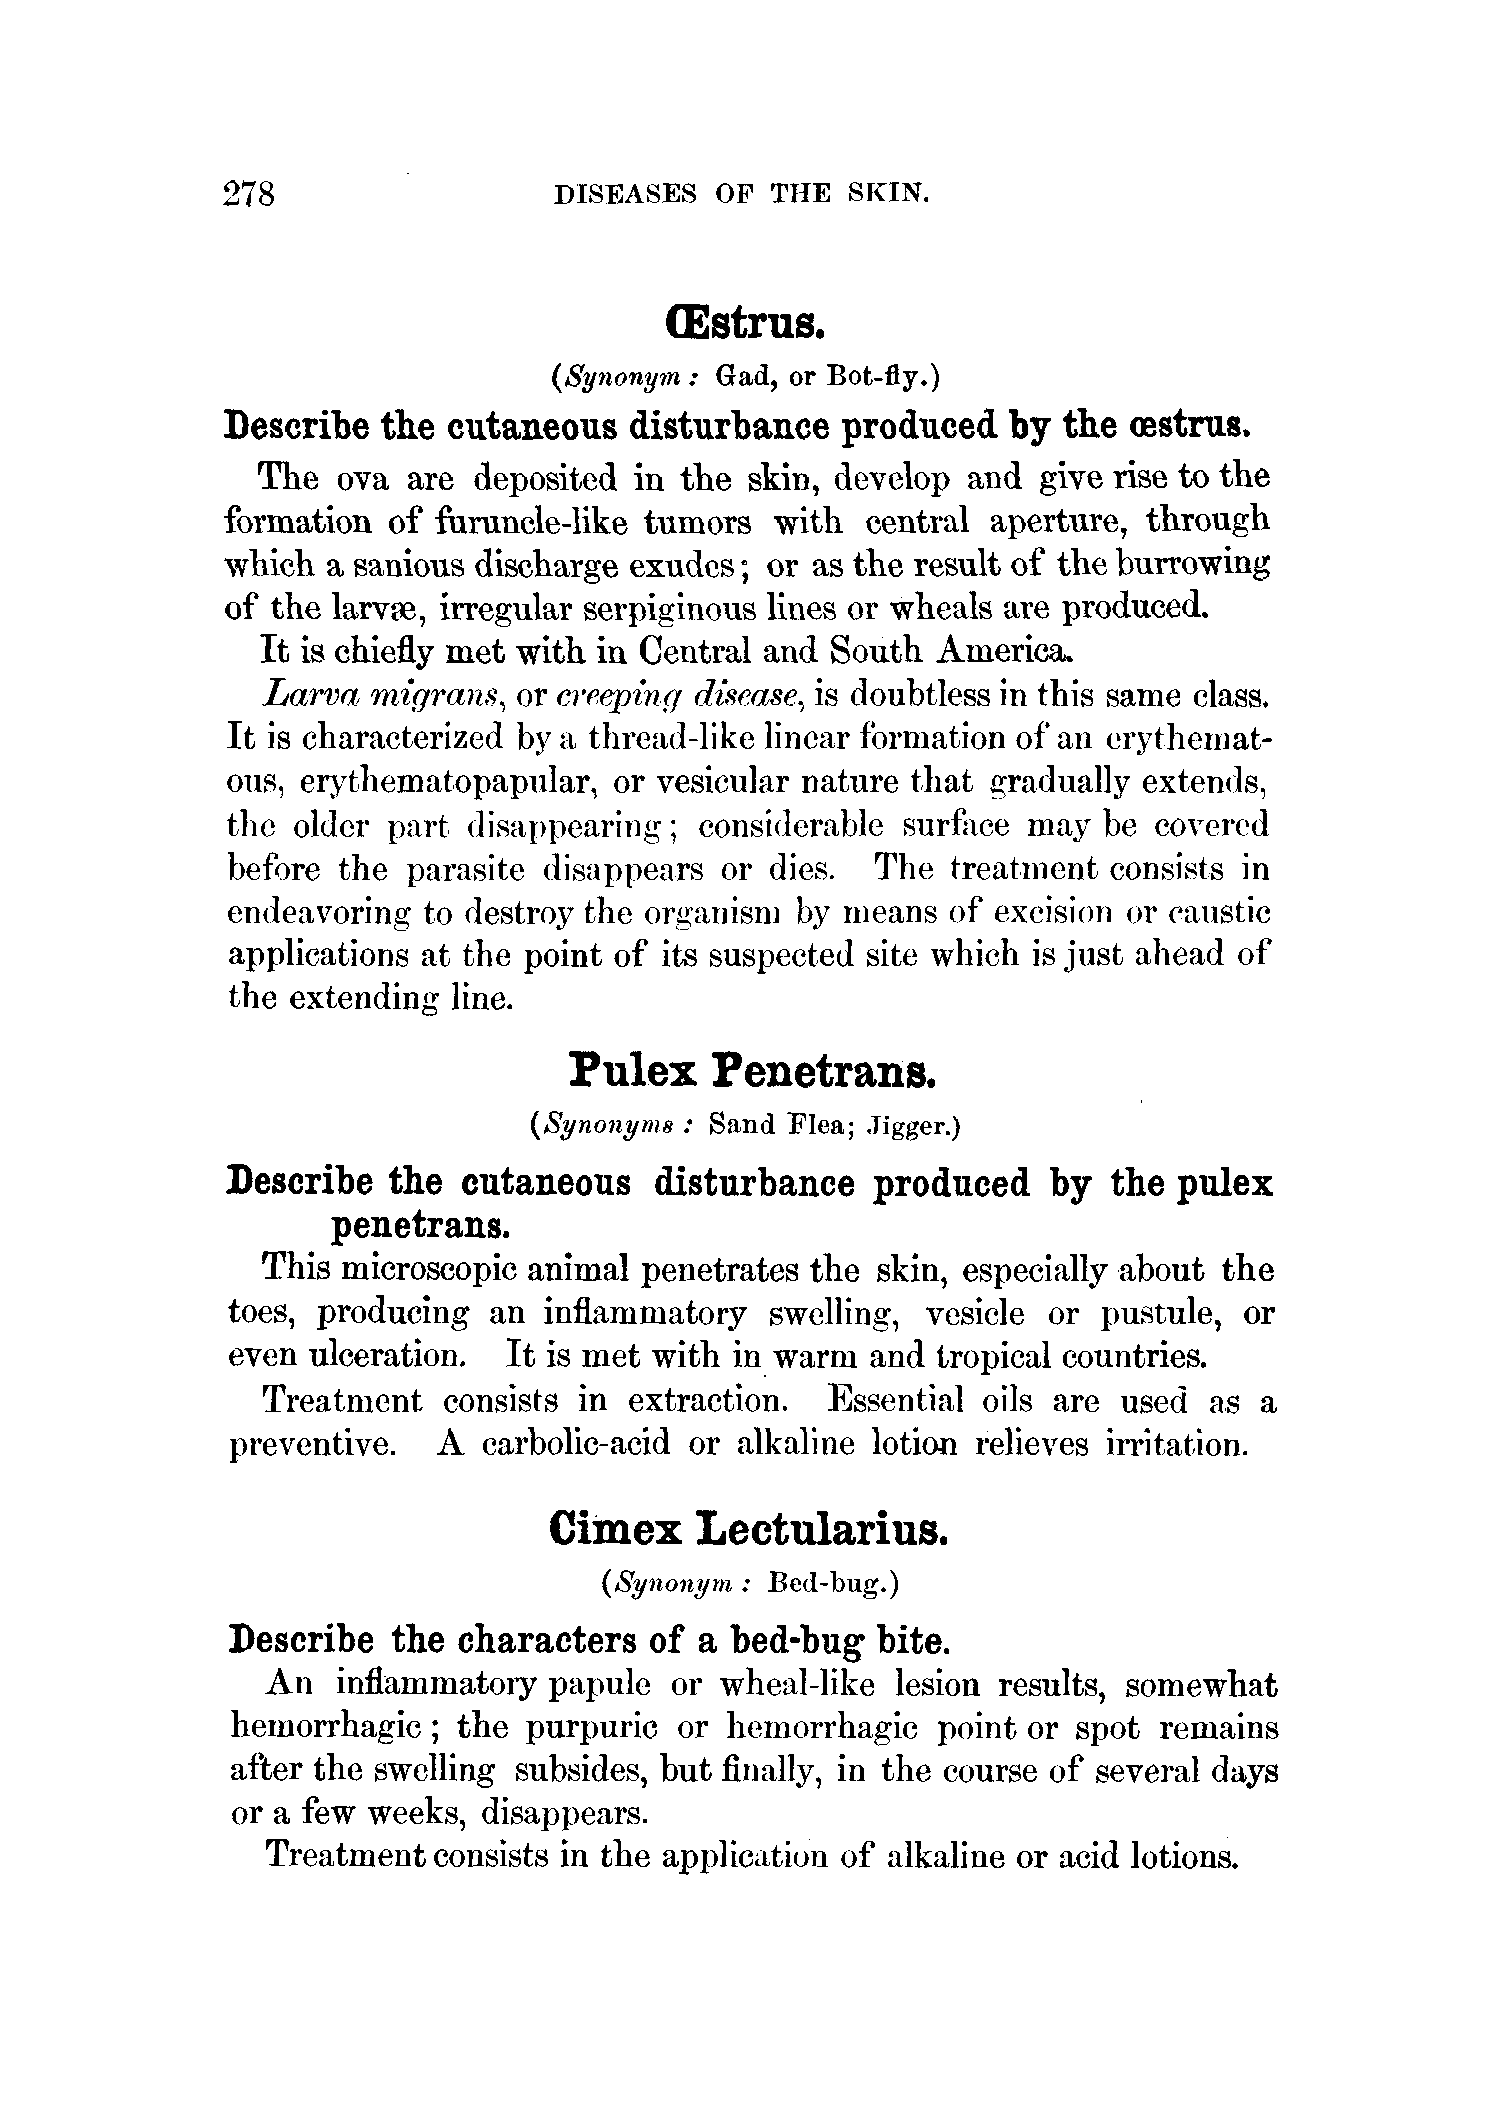 278 DISEASES OF THE SKIN.
Œstrus.
(Synonym : Gad, or Bot-fly.)
Describe the cutaneous disturbance produced by the œstrus.
The ova are deposited in the skin, develop and give rise to the
formation of furuncle-like tumors with central aperture, through
which a sanious discharge exudes; or as the result of the burrowing
of the larvæ, irregular serpiginous lines or wheals are produced.
It is chiefly met with in Central and South America.
Larva migrans, or creeping disease, is doubtless in this same class.
It is characterized by a thread-like linear formation of an erythemat-
ous, erythematopapular, or vesicular nature that gradually extends,
the older part disappearing; considerable surface may be covered
before the parasite disappears or dies. The treatment consists in
endeavoring to destroy the organism by means of excision or caustic
applications at the point of its suspected site which is just ahead of
the extending line.
Pulex Penetrans.
(Synonyms : Sand Flea; Jigger.)
Describe the cutaneous disturbance produced by the pulex
penetrans.
This microscopic animal penetrates the skin, especially about the
toes, producing an inflammatory swelling, vesicle or pustule, or
even ulceration. It is met with in warm and tropical countries.
Treatment consists in extraction. Essential oils are used as a
preventive. A carbolic-acid or alkaline lotion relieves irritation.
Cimex Lectularius.
(Synonym : Bed-bug.)
Describe the characters of a bed-bug bite.
An inflammatory papule or wheal-like lesion results, somewhat
hemorrhagic ; the purpuric or hemorrhagic point or spot remains
after the swelling subsides, but finally, in the course of several days
or a few weeks, disappears.
Treatment consists in the application of alkaline or acid lotions.